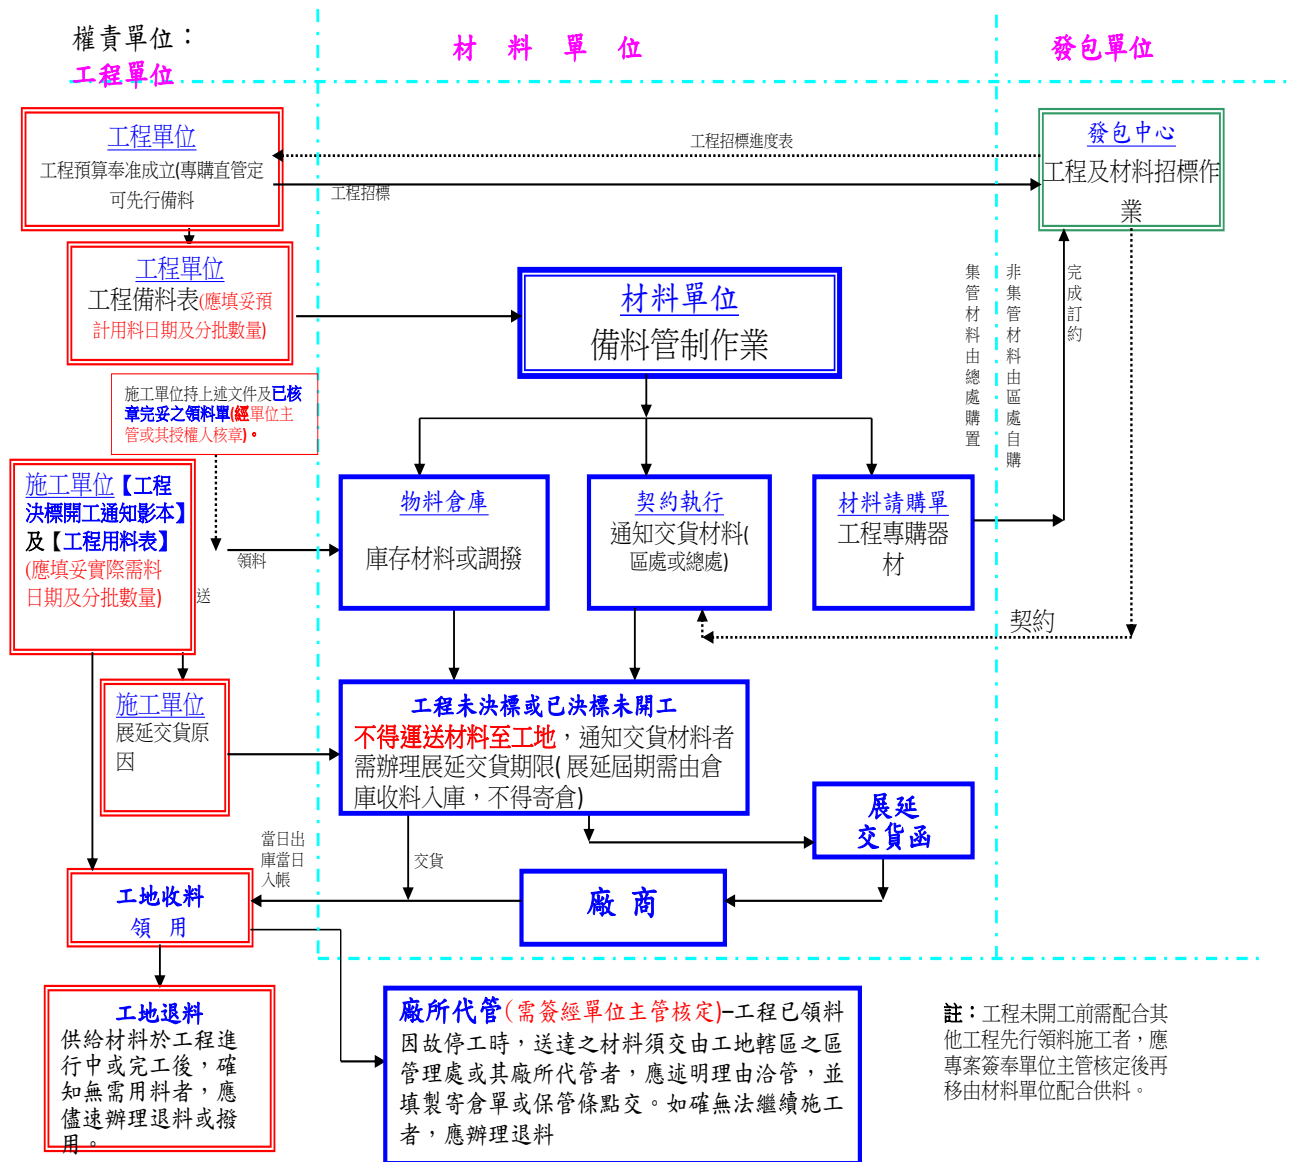 權責單位：
工程單位
材 料 單 位
發包單位
工程單位
工程預算奉准成立(專購直管定
可先行備料
工程招標進度表
工程招標
發包中心
工程及材料招標作
業
工程單位
工程備料表(應填妥預
計用料日期及分批數量)
材料單位
備料管制作業
集管材料由總處購置
非集管材料由區處自購
完成訂約
施工單位持上述文件及已核
章完妥之領料單(經單位主
管或其授權人核章)。
施工單位【工程
決標開工通知影本】
及【工程用料表】
(應填妥實際需料
日期及分批數量)
送
領料
物料倉庫
庫存材料或調撥
契約執行
通知交貨材料(
區處或總處)
材料請購單
工程專購器
材
契約
施工單位
展延交貨原
因
工程未決標或已決標未開工
不得運送材料至工地，通知交貨材料者
需辦理展延交貨期限(展延屆期需由倉
庫收料入庫，不得寄倉)
展延
交貨函
當日出
庫當日
入帳
交貨
工地收料
領 用
廠 商
工地退料
供給材料於工程進
行中或完工後，確
知無需用料者，應
儘速辦理退料或撥
用。
廠所代管(需簽經單位主管核定)–工程已領料
因故停工時，送達之材料須交由工地轄區之區
管理處或其廠所代管者，應述明理由洽管，並
填製寄倉單或保管條點交。如確無法繼續施工
者，應辦理退料
註：工程未開工前需配合其
他工程先行領料施工者，應
專案簽奉單位主管核定後再
移由材料單位配合供料。